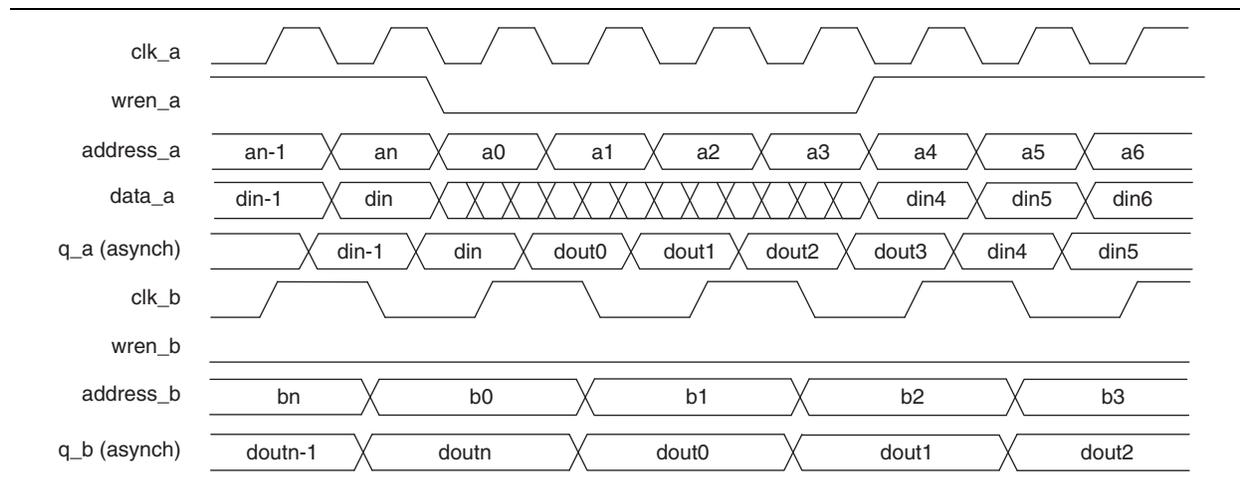 clk_a
wren_a
address_a an-1 an a0 a1 a2 a3 a4 a5 a6
data_a din-1 din din4 din5 din6
q_a (asynch) din-1 din dout0 dout1 dout2 dout3 din4 din5
clk_b
wren_b
address_b bn b0 b1 b2 b3
q_b (asynch) doutn-1 doutn dout0 dout1 dout2